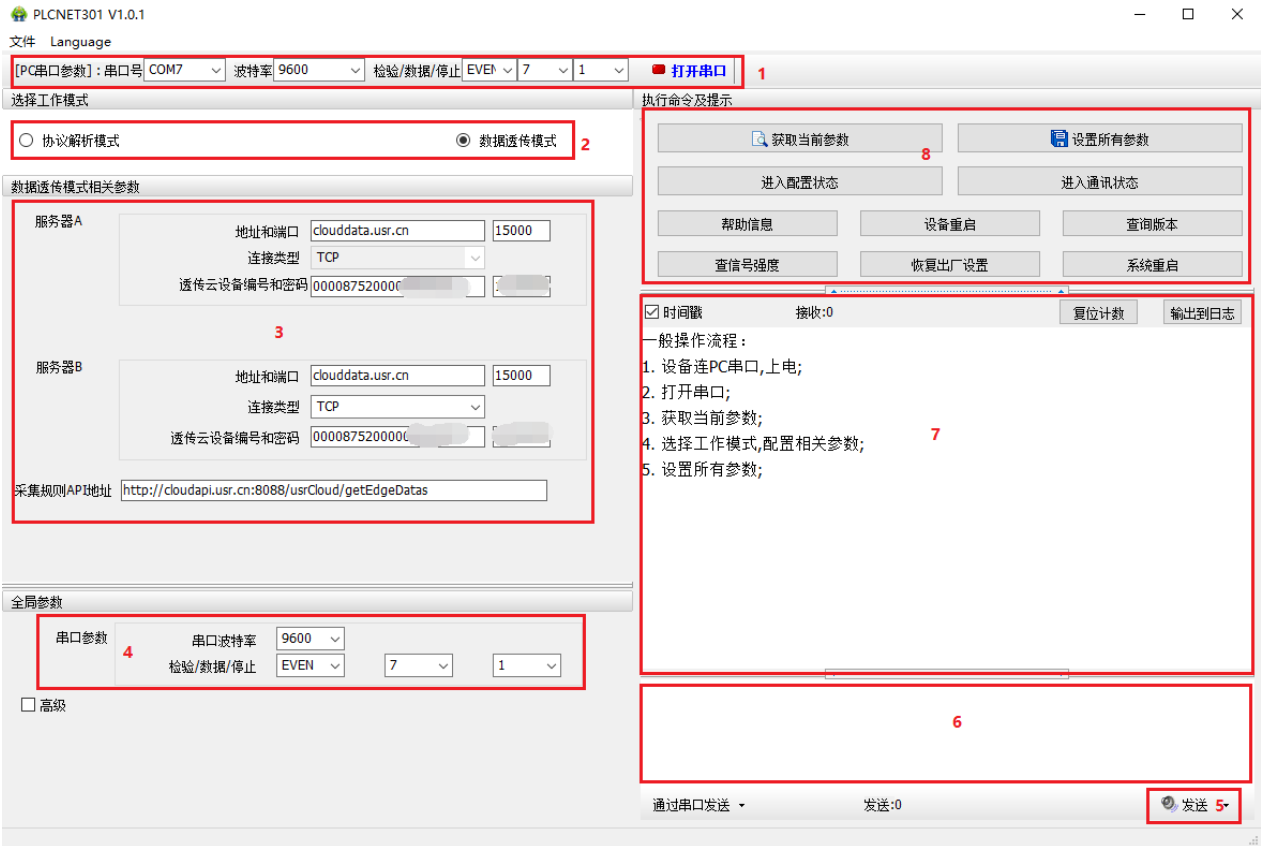 PLCNET301 V1.0.1
文件 Language
[PC串口参数]：串口号 COM7 波特率 9600 检验/数据/停止 EVEN 7 1 打开串口 1
选择工作模式
协议解析模式 数据透传模式 2
数据透传模式相关参数
服务器A
地址和端口 clouddata.usr.cn 15000
连接类型 TCP
透传云设备编号和密码 0000875200000
3
服务器B
地址和端口 clouddata.usr.cn 15000
连接类型 TCP
透传云设备编号和密码 0000875200000
采集规则API地址 http://cloudapi.usr.cn:8088/usrCloud/getEdgeDatas
全局参数
串口参数 4
串口波特率 9600
检验/数据/停止 EVEN 7 1
高级
执行命令及提示
获取当前参数 设置所有参数
8
进入配置状态 进入通讯状态
帮助信息 设备重启 查询版本
查信号强度 恢复出厂设置 系统重启
时间戳 接收:0 复位计数 输出到日志
一般操作流程：
1. 设备连PC串口,上电;
2. 打开串口;
3. 获取当前参数;
4. 选择工作模式,配置相关参数;
5. 设置所有参数;
7
6
通过串口发送 发送:0 发送 5